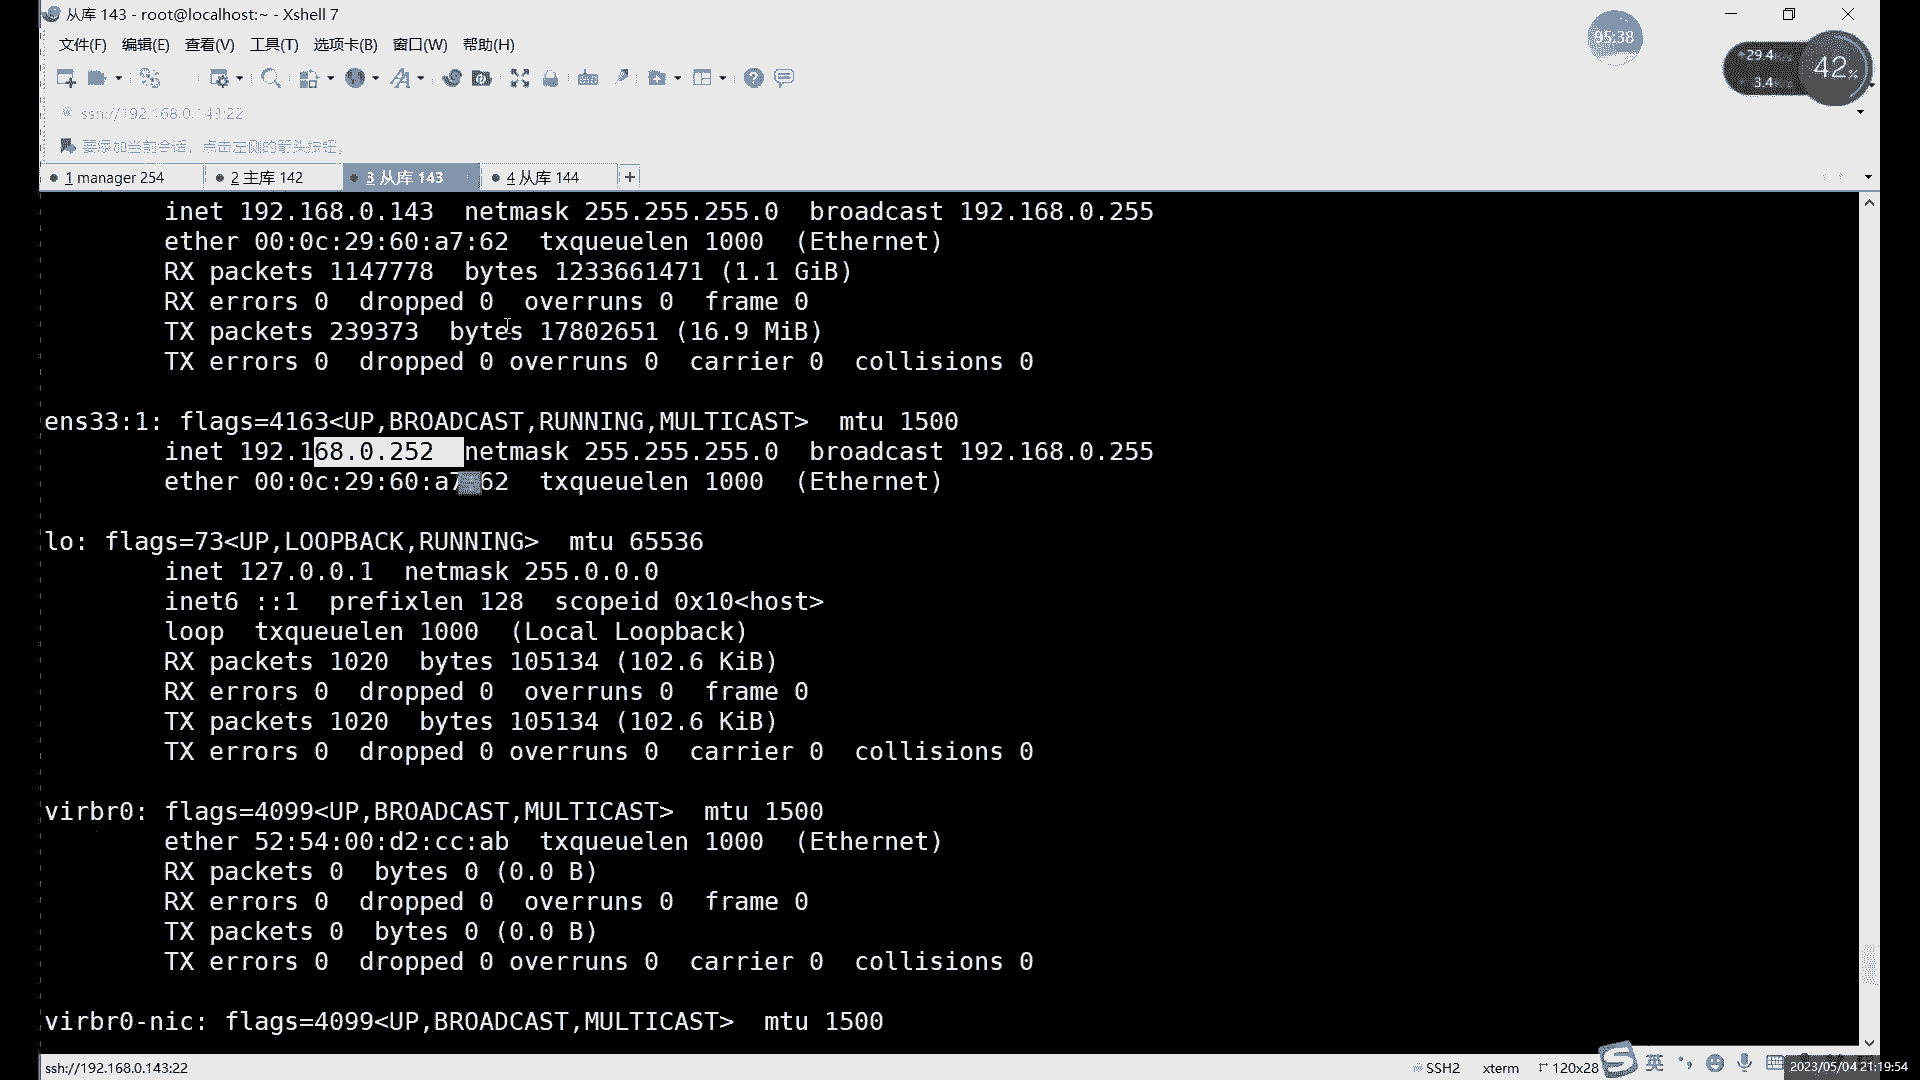 从库 143 - root@localhost:~ - Xshell 7
文件(F) 编辑(E) 查看(V) 工具(T) 选项卡(B) 窗口(W) 帮助(H)
95:38
29.4
3.4
42%
ssh://192.168.0.143:22
要添加当前会话，点击左侧的箭头按钮。
1 manager 254
2 主库 142
3 从库 143
4 从库 144
inet 192.168.0.143 netmask 255.255.255.0 broadcast 192.168.0.255
ether 00:0c:29:60:a7:62 txqueuelen 1000 (Ethernet)
RX packets 1147778 bytes 1233661471 (1.1 GiB)
RX errors 0 dropped 0 overruns 0 frame 0
TX packets 239373 bytes 17802651 (16.9 MiB)
TX errors 0 dropped 0 overruns 0 carrier 0 collisions 0
ens33:1: flags=4163<UP,BROADCAST,RUNNING,MULTICAST> mtu 1500
inet 192.168.0.252 netmask 255.255.255.0 broadcast 192.168.0.255
ether 00:0c:29:60:a7:62 txqueuelen 1000 (Ethernet)
lo: flags=73<UP,LOOPBACK,RUNNING> mtu 65536
inet 127.0.0.1 netmask 255.0.0.0
inet6 ::1 prefixlen 128 scopeid 0x10<host>
loop txqueuelen 1000 (Local Loopback)
RX packets 1020 bytes 105134 (102.6 KiB)
RX errors 0 dropped 0 overruns 0 frame 0
TX packets 1020 bytes 105134 (102.6 KiB)
TX errors 0 dropped 0 overruns 0 carrier 0 collisions 0
virbr0: flags=4099<UP,BROADCAST,MULTICAST> mtu 1500
ether 52:54:00:d2:cc:ab txqueuelen 1000 (Ethernet)
RX packets 0 bytes 0 (0.0 B)
RX errors 0 dropped 0 overruns 0 frame 0
TX packets 0 bytes 0 (0.0 B)
TX errors 0 dropped 0 overruns 0 carrier 0 collisions 0
virbr0-nic: flags=4099<UP,BROADCAST,MULTICAST> mtu 1500
ssh://192.168.0.143:22
SSH2 xterm 120x28
英
2023/05/04 21:19:54